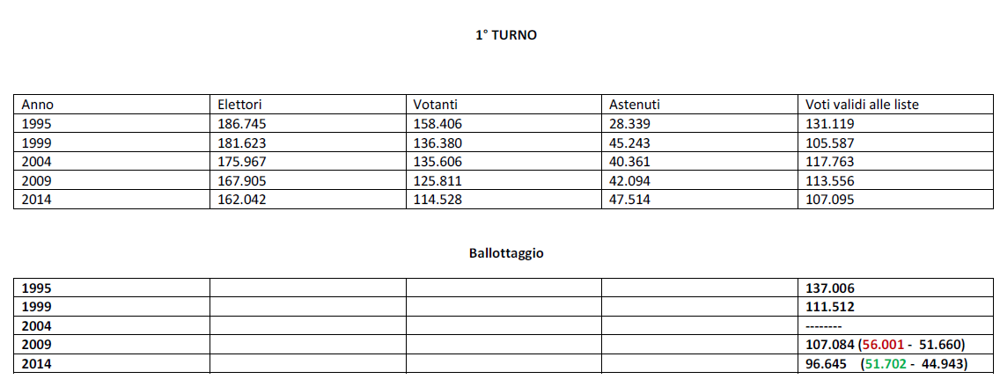 1° TURNO
Anno Elettori Votanti Astenuti Voti validi alle liste
1995 186.745 158.406 28.339 131.119
1999 181.623 136.380 45.243 105.587
2004 175.967 135.606 40.361 117.763
2009 167.905 125.811 42.094 113.556
2014 162.042 114.528 47.514 107.095
Ballottaggio
1995 137.006
1999 111.512
2004 --------
2009 107.084 (56.001 - 51.660)
2014 96.645 (51.702 - 44.943)